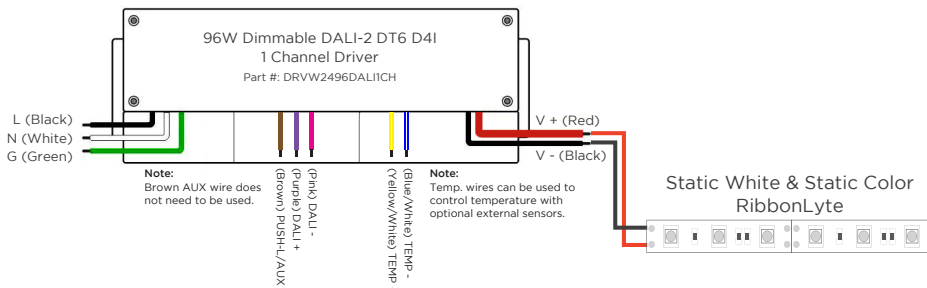 96W Dimmable DALI-2 DT6 D4I
1 Channel Driver
Part #: DRVW2496DALI1CH
L (Black)
N (White)
G (Green)
V + (Red)
V - (Black)
Note:
Brown AUX wire does
not need to be used.
(Brown) PUSH-L/AUX
(Purple) DALI +
(Pink) DALI -
(Yellow/White) TEMP
(Blue/White) TEMP -
Note:
Temp. wires can be used to
control temperature with
optional external sensors.
Static White & Static Color
RibbonLyte